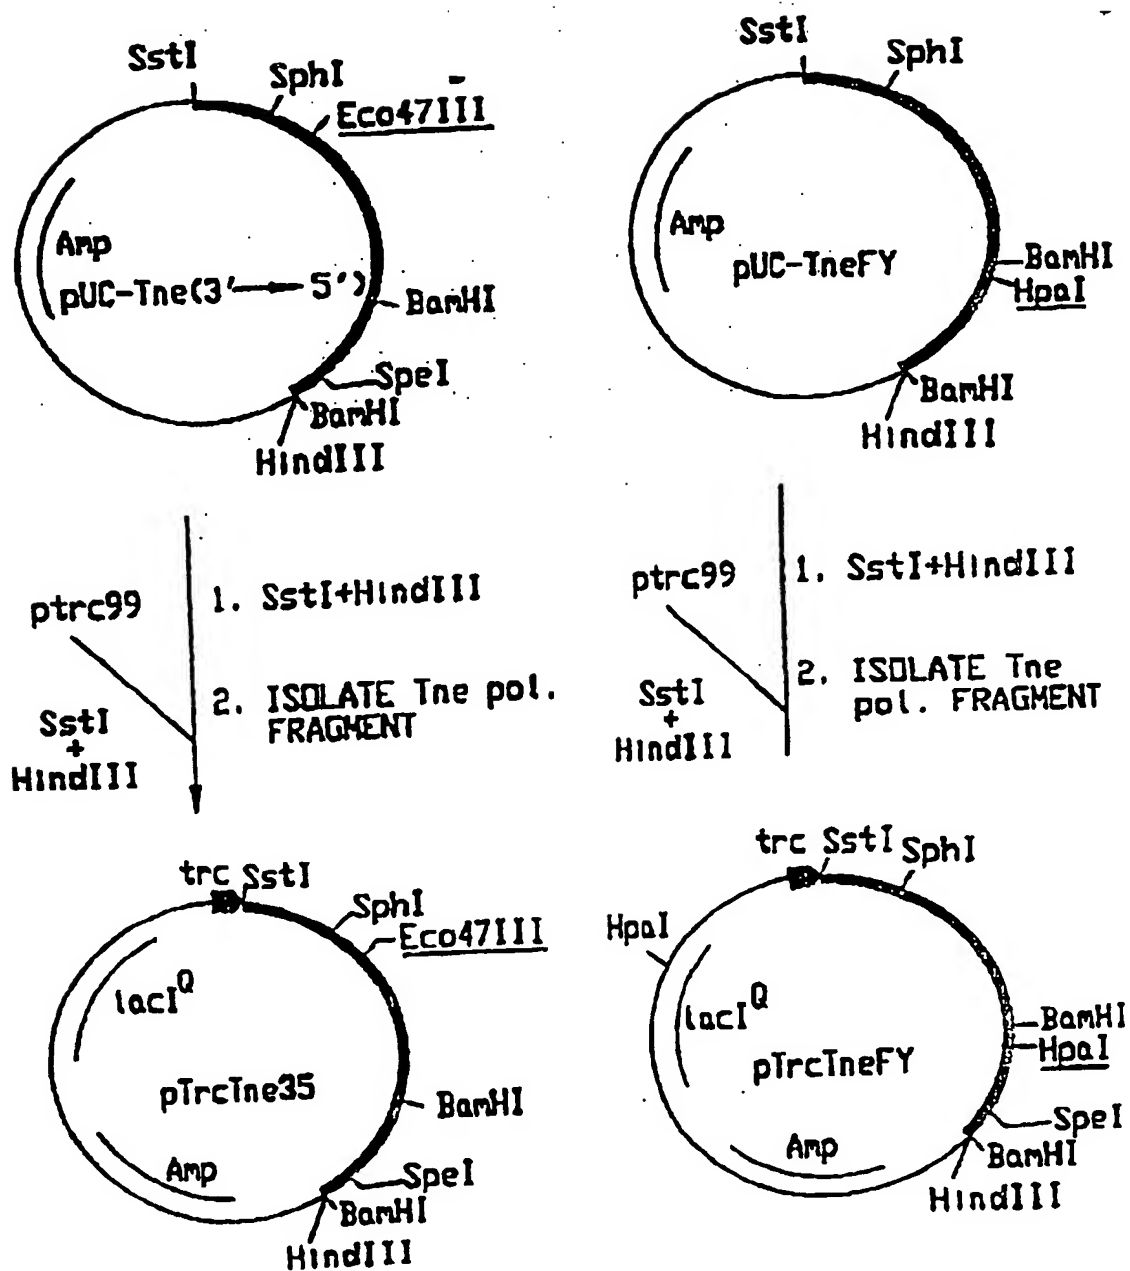 SstI
SphI
Eco47III
Amp
pUC-Tne(3' → 5')
BamHI
SpeI
BamHI
HindIII
SstI
SphI
Amp
pUC-TneFY
BamHI
HpaI
BamHI
HindIII
ptrc99
1. SstI+HindIII
SstI
+
HindIII
2. ISOLATE Tne pol.
FRAGMENT
ptrc99
1. SstI+HindIII
SstI
+
HindIII
2. ISOLATE Tne
pol. FRAGMENT
trc SstI
SphI
Eco47III
lacI^Q
pTrcTne35
BamHI
Amp
SpeI
BamHI
HindIII
trc SstI
SphI
HpaI
lacI^Q
BamHI
HpaI
pTrcTneFY
SpeI
Amp
BamHI
HindIII